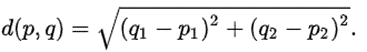 d(p, q) = √((q₁ − p₁)² + (q₂ − p₂)²).